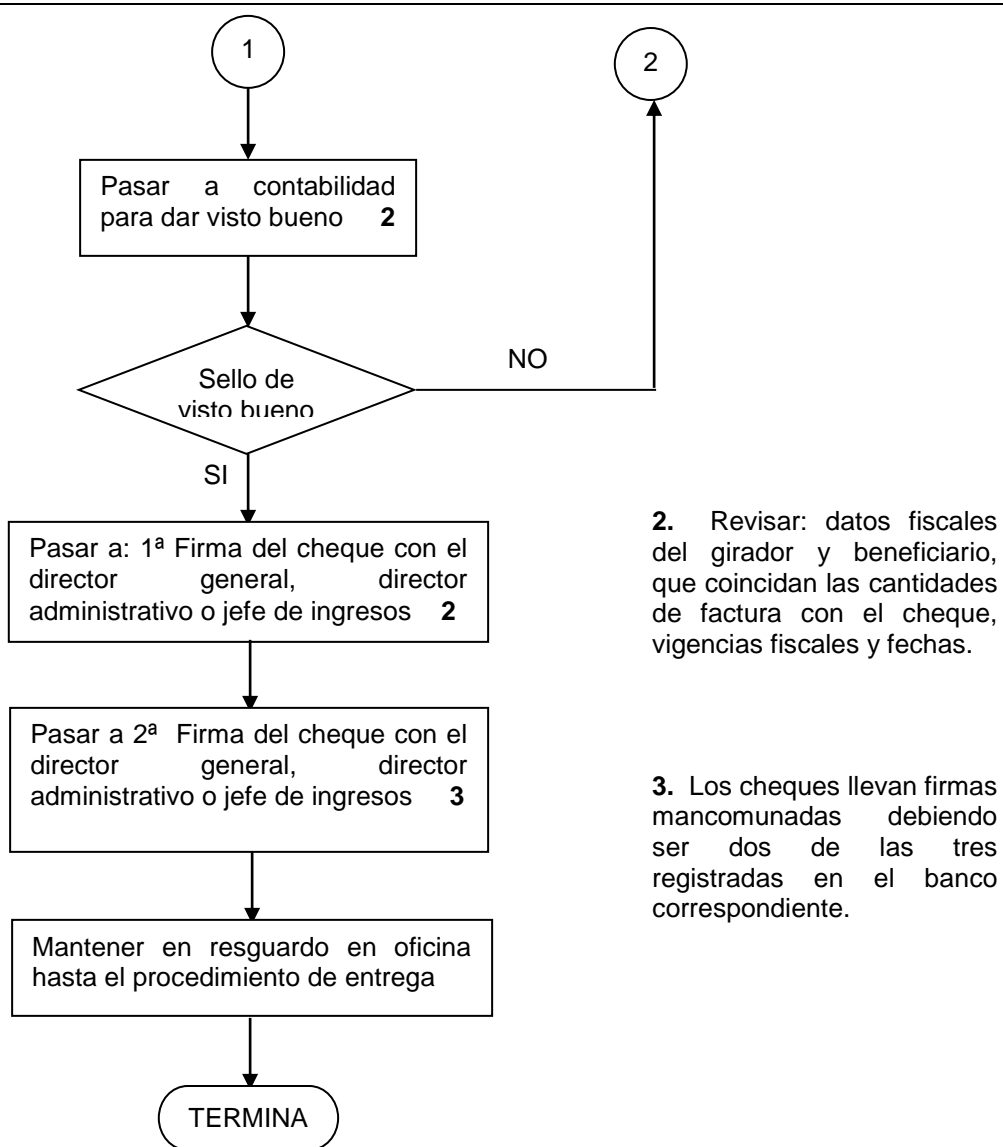 1
2
Pasar a contabilidad
para dar visto bueno 2
Sello de
visto bueno
NO
SI
Pasar a: 1ª Firma del cheque con el
director general, director
administrativo o jefe de ingresos 2
Pasar a 2ª Firma del cheque con el
director general, director
administrativo o jefe de ingresos 3
Mantener en resguardo en oficina
hasta el procedimiento de entrega
TERMINA
2. Revisar: datos fiscales
del girador y beneficiario,
que coincidan las cantidades
de factura con el cheque,
vigencias fiscales y fechas.
3. Los cheques llevan firmas
mancomunadas debiendo
ser dos de las tres
registradas en el banco
correspondiente.